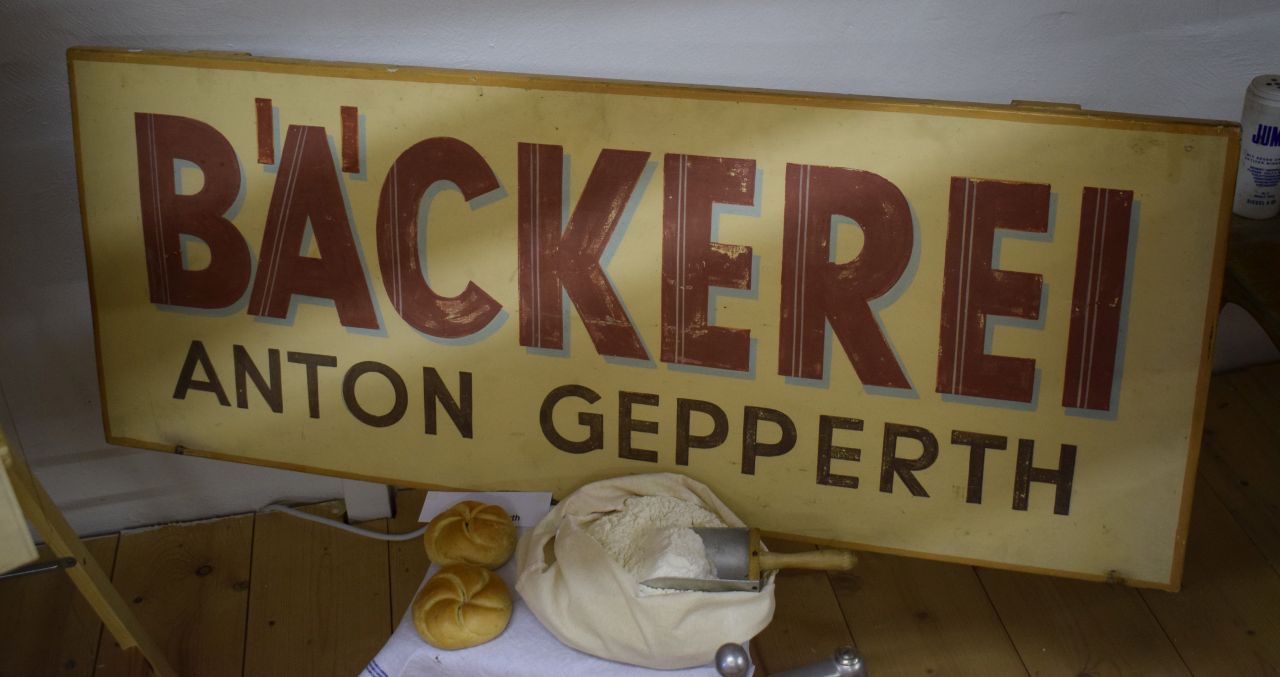 BÄCKEREI
ANTON GEPPERTH